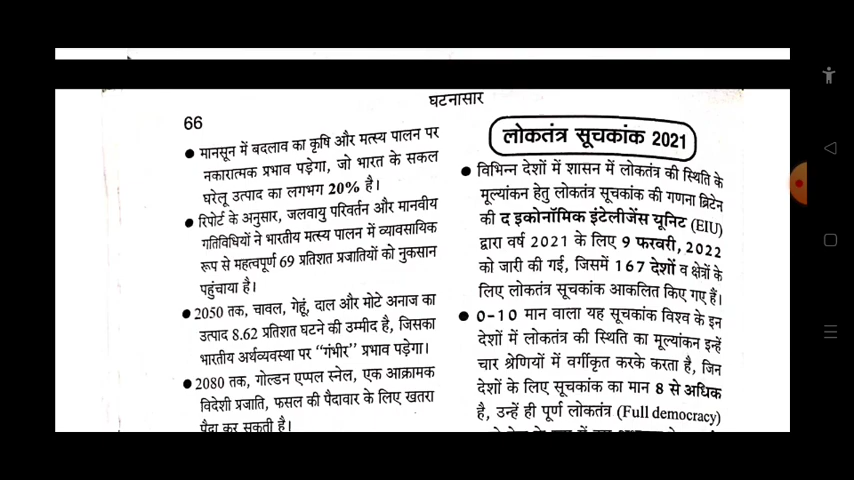 घटनासार
66
● मानसून में बदलाव का कृषि और मत्स्य पालन पर
नकारात्मक प्रभाव पड़ेगा, जो भारत के सकल
घरेलू उत्पाद का लगभग 20% है।
● रिपोर्ट के अनुसार, जलवायु परिवर्तन और मानवीय
गतिविधियों ने भारतीय मत्स्य पालन में व्यावसायिक
रूप से महत्वपूर्ण 69 प्रतिशत प्रजातियों को नुकसान
पहुंचाया है।
● 2050 तक, चावल, गेहूं, दाल और मोटे अनाज का
उत्पाद 8.62 प्रतिशत घटने की उम्मीद है, जिसका
भारतीय अर्थव्यवस्था पर “गंभीर” प्रभाव पड़ेगा।
● 2080 तक, गोल्डन एप्पल स्नेल, एक आक्रामक
विदेशी प्रजाति, फसल की पैदावार के लिए खतरा
पैदा कर सकती है।
लोकतंत्र सूचकांक 2021
● विभिन्न देशों में शासन में लोकतंत्र की स्थिति के
मूल्यांकन हेतु लोकतंत्र सूचकांक की गणना ब्रिटेन
की द इकोनॉमिक इंटेलीजेंस यूनिट (EIU)
द्वारा वर्ष 2021 के लिए 9 फरवरी, 2022
को जारी की गई, जिसमें 167 देशों व क्षेत्रों के
लिए लोकतंत्र सूचकांक आकलित किए गए हैं।
● 0-10 मान वाला यह सूचकांक विश्व के इन
देशों में लोकतंत्र की स्थिति का मूल्यांकन इन्हें
चार श्रेणियों में वर्गीकृत करके करता है, जिन
देशों के लिए सूचकांक का मान 8 से अधिक
है, उन्हें ही पूर्ण लोकतंत्र (Full democracy)